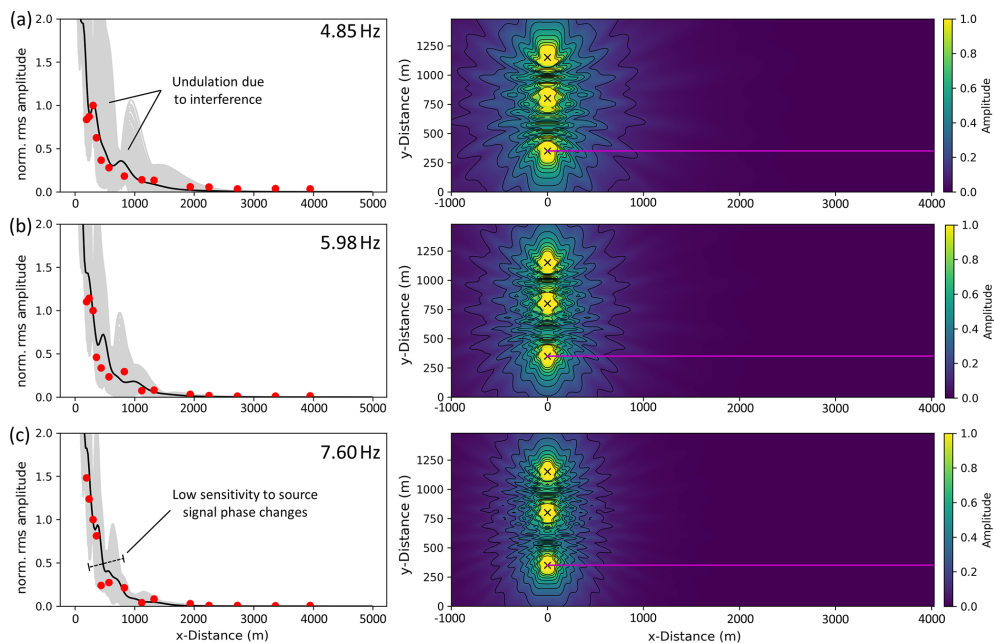 (a)
4.85 Hz
norm. rms amplitude
2.0
1.5
1.0
0.5
0.0
Undulation due
to interference
0 1000 2000 3000 4000 5000
y-Distance (m)
1250
1000
750
500
250
0
-1000 0 1000 2000 3000 4000
1.0
0.8
0.6
0.4
0.2
0.0
Amplitude
(b)
5.98 Hz
norm. rms amplitude
2.0
1.5
1.0
0.5
0.0
0 1000 2000 3000 4000 5000
y-Distance (m)
1250
1000
750
500
250
0
-1000 0 1000 2000 3000 4000
1.0
0.8
0.6
0.4
0.2
0.0
Amplitude
(c)
7.60 Hz
norm. rms amplitude
2.0
1.5
1.0
0.5
0.0
Low sensitivity to source
signal phase changes
0 1000 2000 3000 4000 5000
x-Distance (m)
y-Distance (m)
1250
1000
750
500
250
0
-1000 0 1000 2000 3000 4000
x-Distance (m)
1.0
0.8
0.6
0.4
0.2
0.0
Amplitude